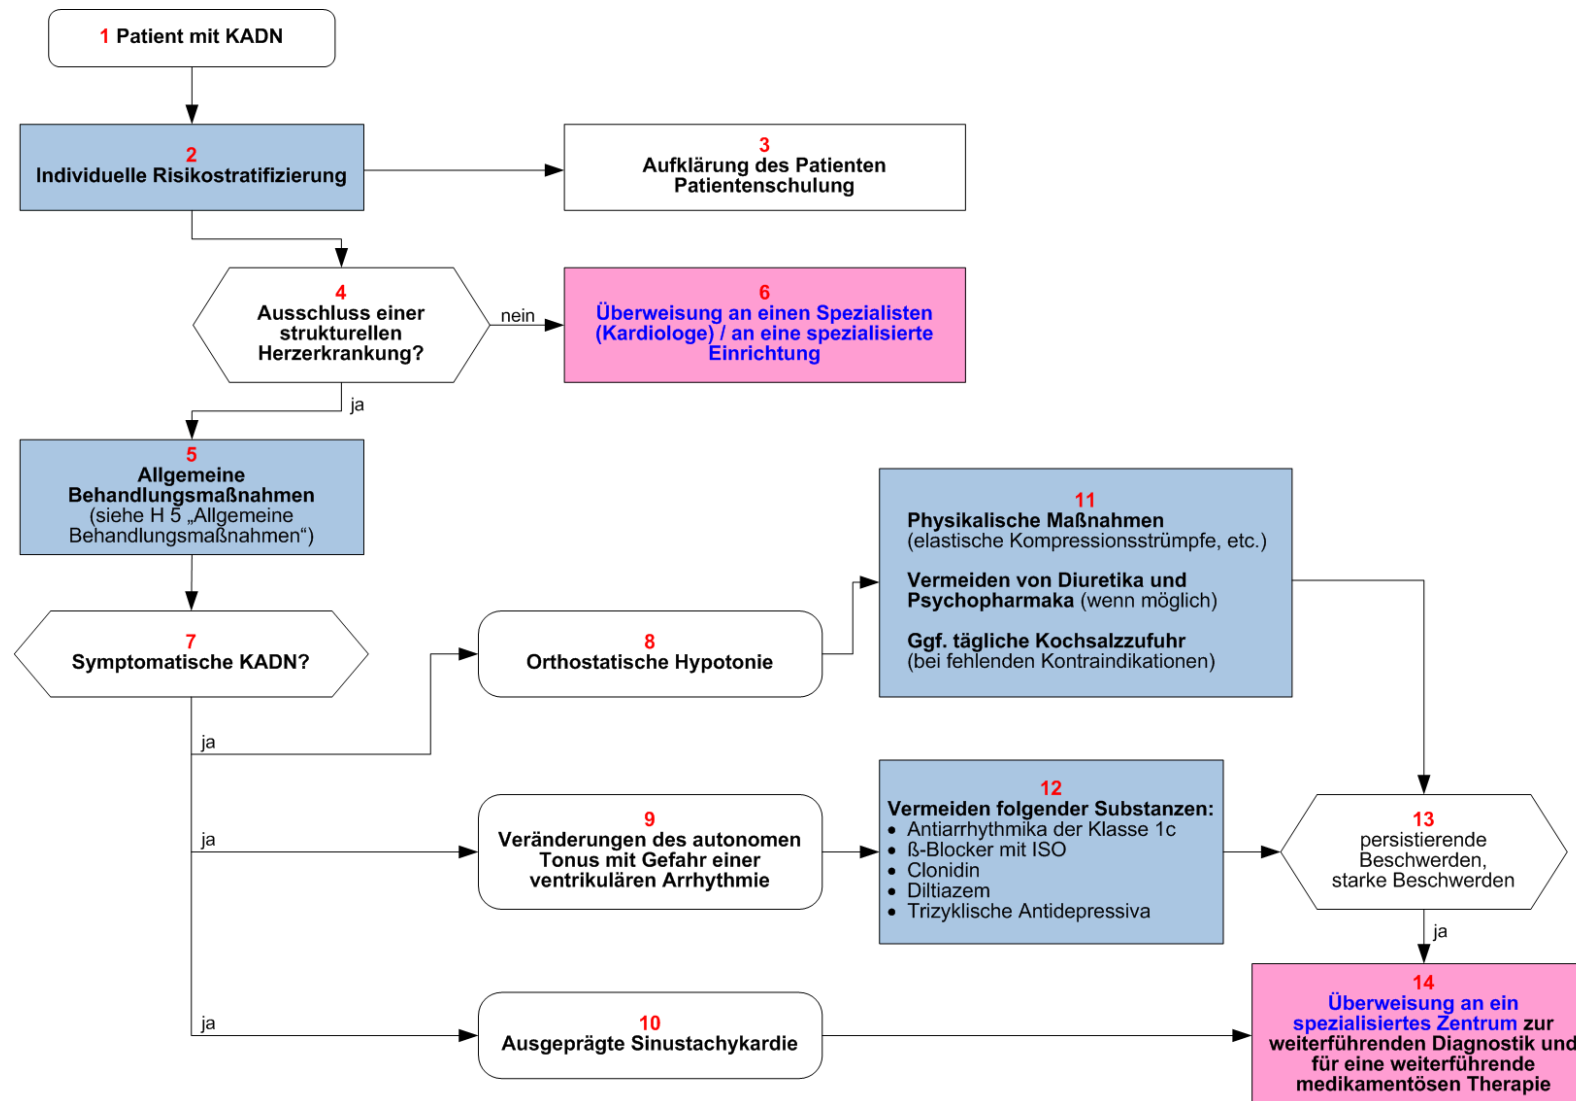 1 Patient mit KADN
2
Individuelle Risikostratifizierung
3
Aufklärung des Patienten
Patientenschulung
4
Ausschluss einer
strukturellen
Herzerkrankung?
nein
6
Überweisung an einen Spezialisten
(Kardiologe) / an eine spezialisierte
Einrichtung
ja
5
Allgemeine
Behandlungsmaßnahmen
(siehe H 5 „Allgemeine
Behandlungsmaßnahmen“)
7
Symptomatische KADN?
ja
8
Orthostatische Hypotonie
11
Physikalische Maßnahmen
(elastische Kompressionsstrümpfe, etc.)
Vermeiden von Diuretika und
Psychopharmaka (wenn möglich)
Ggf. tägliche Kochsalzzufuhr
(bei fehlenden Kontraindikationen)
ja
9
Veränderungen des autonomen
Tonus mit Gefahr einer
ventrikulären Arrhythmie
12
Vermeiden folgender Substanzen:
• Antiarrhythmika der Klasse 1c
• ß-Blocker mit ISO
• Clonidin
• Diltiazem
• Trizyklische Antidepressiva
13
persistierende
Beschwerden,
starke Beschwerden
ja
ja
10
Ausgeprägte Sinustachykardie
14
Überweisung an ein
spezialisiertes Zentrum zur
weiterführenden Diagnostik und
für eine weiterführende
medikamentösen Therapie